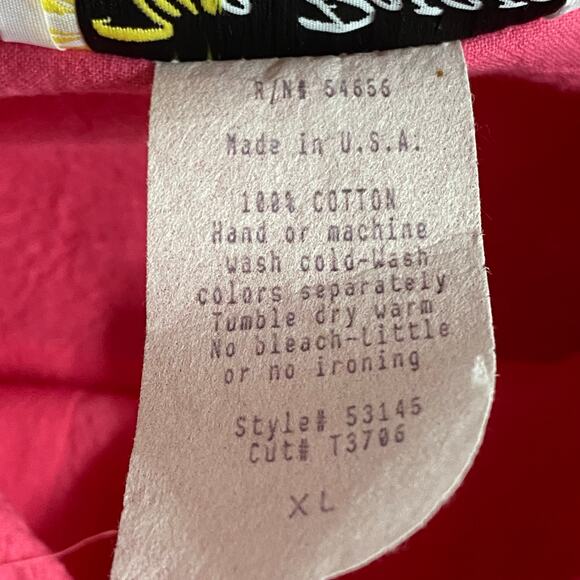 R/N# 54656
Made in U.S.A.
100% COTTON
Hand or machine
wash cold-Wash
colors separately
Tumble dry warm
No bleach-Little
or no ironing
Style# 53145
Cut# T3706
XL